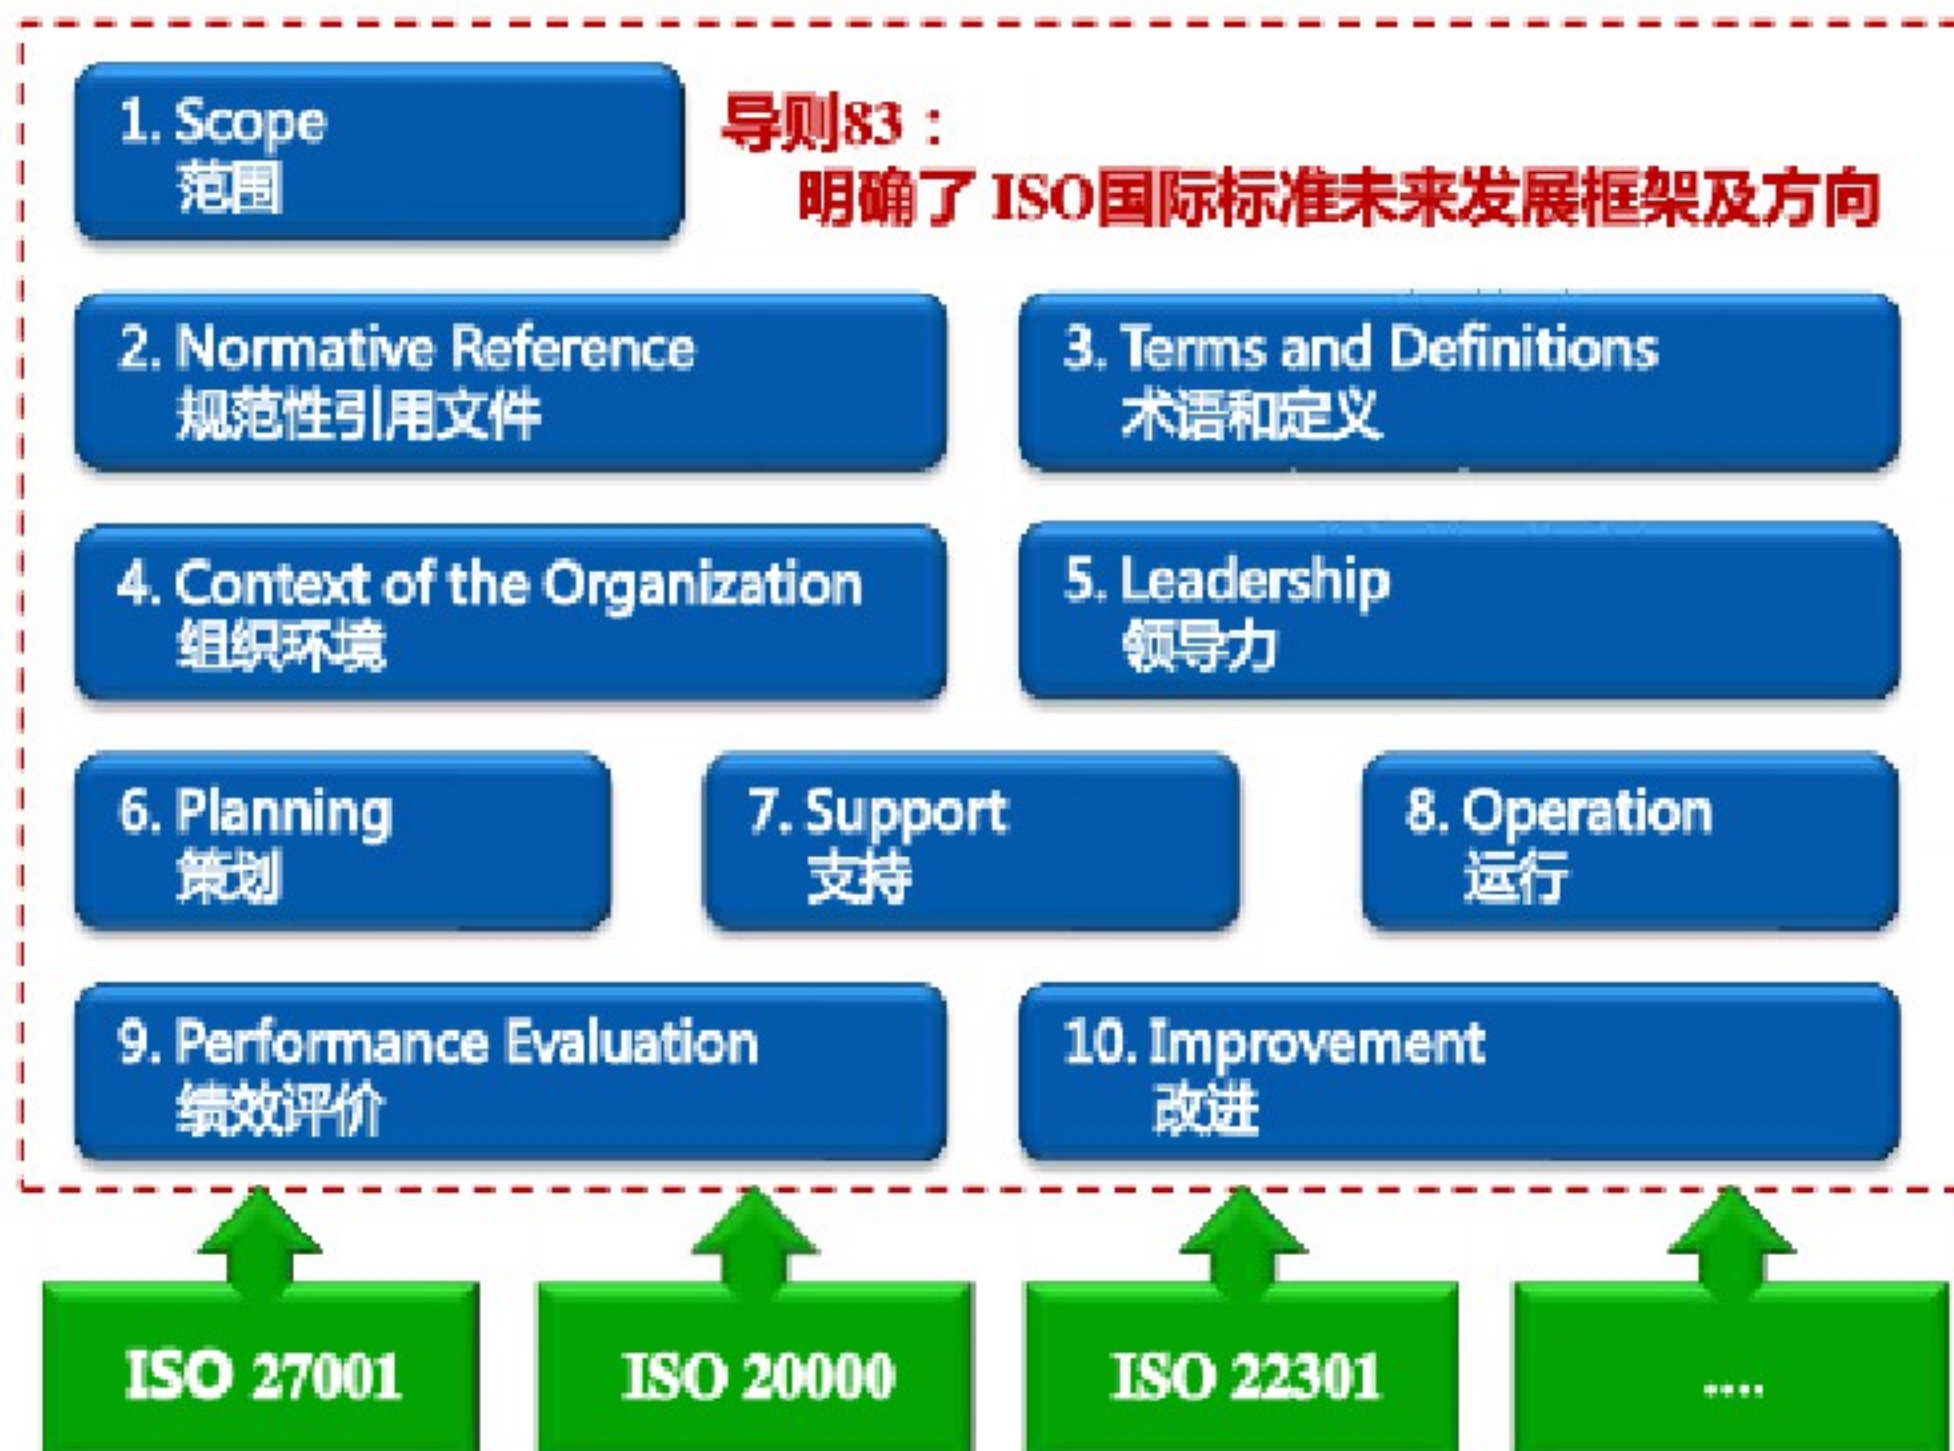 1. Scope
范围
导则83：
明确了 ISO国际标准未来发展框架及方向
2. Normative Reference
规范性引用文件
3. Terms and Definitions
术语和定义
4. Context of the Organization
组织环境
5. Leadership
领导力
6. Planning
策划
7. Support
支持
8. Operation
运行
9. Performance Evaluation
绩效评价
10. Improvement
改进
ISO 27001
ISO 20000
ISO 22301
....